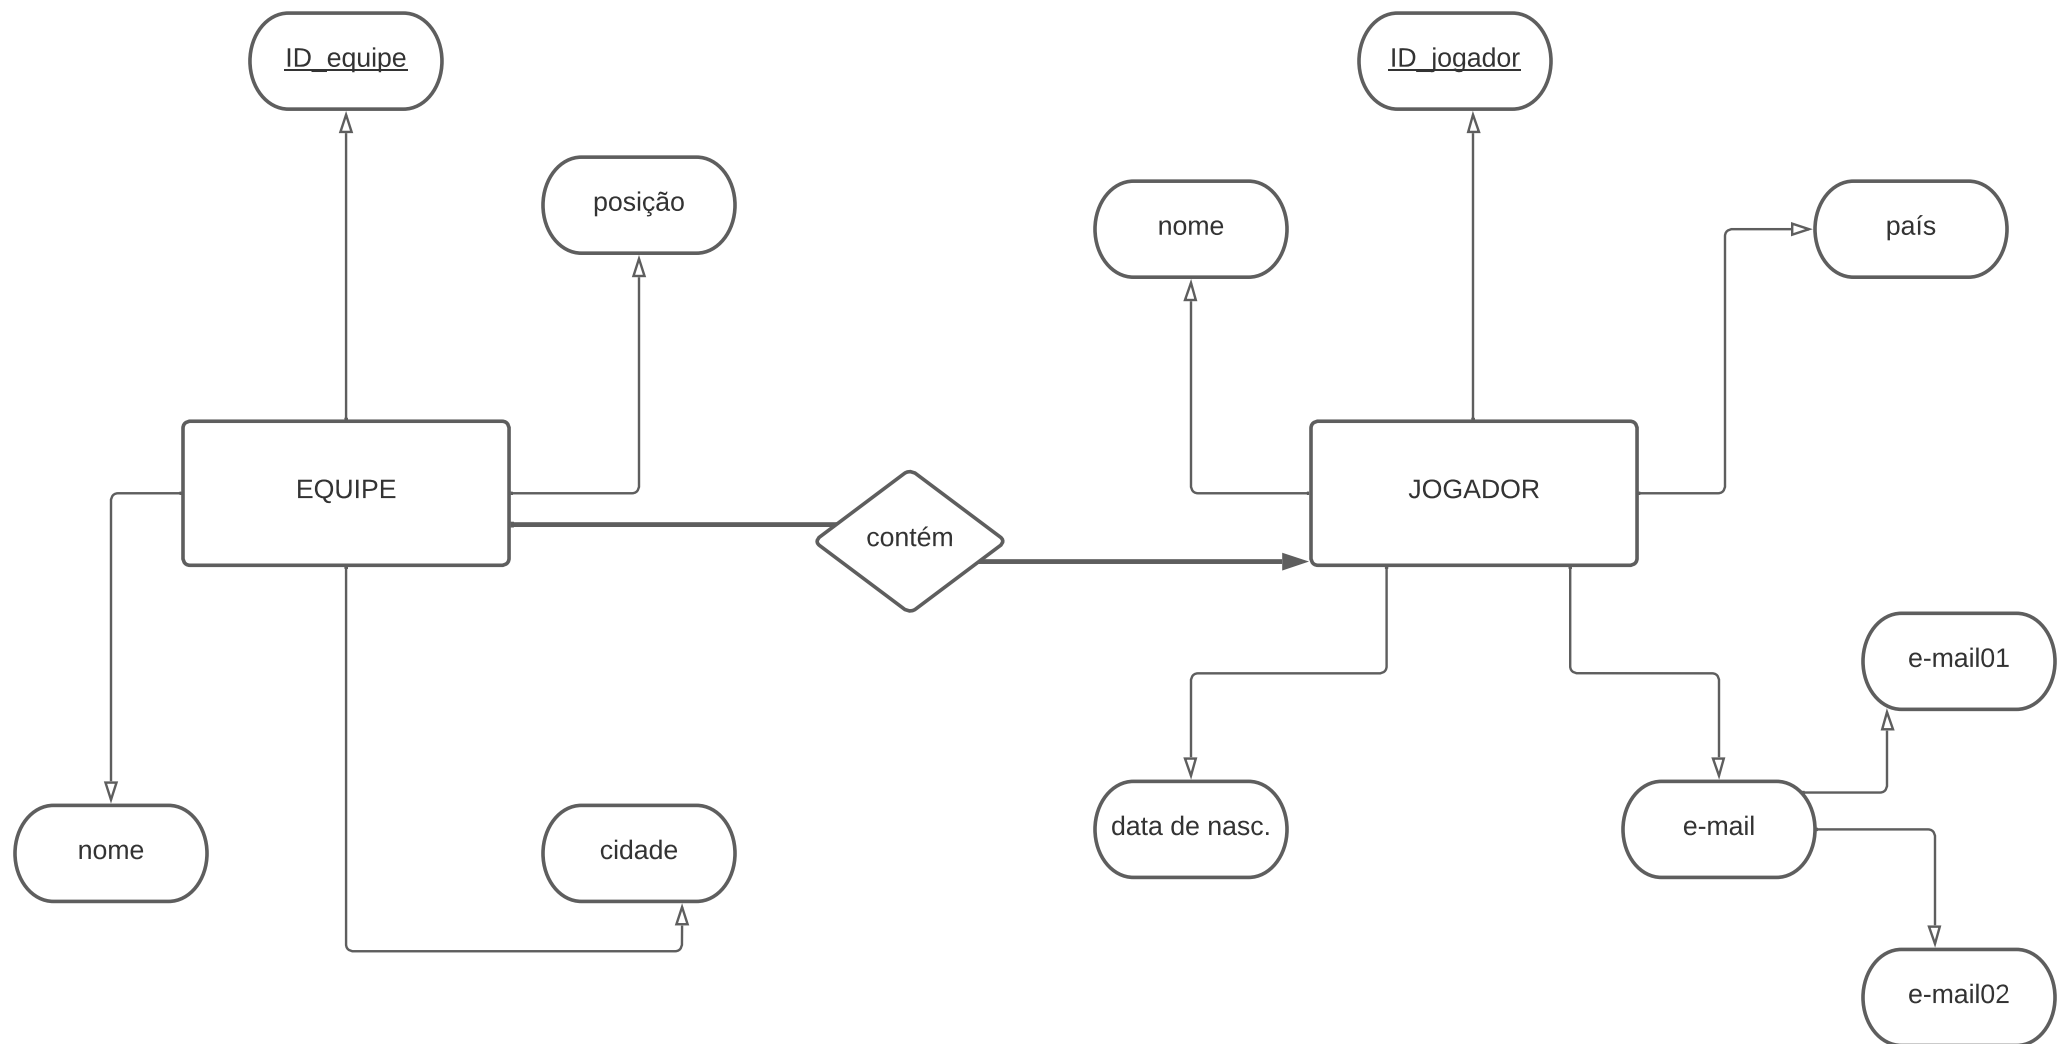 ID_equipe
ID_jogador
posição
nome
país
EQUIPE
JOGADOR
contém
e-mail01
nome
cidade
data de nasc.
e-mail
e-mail02